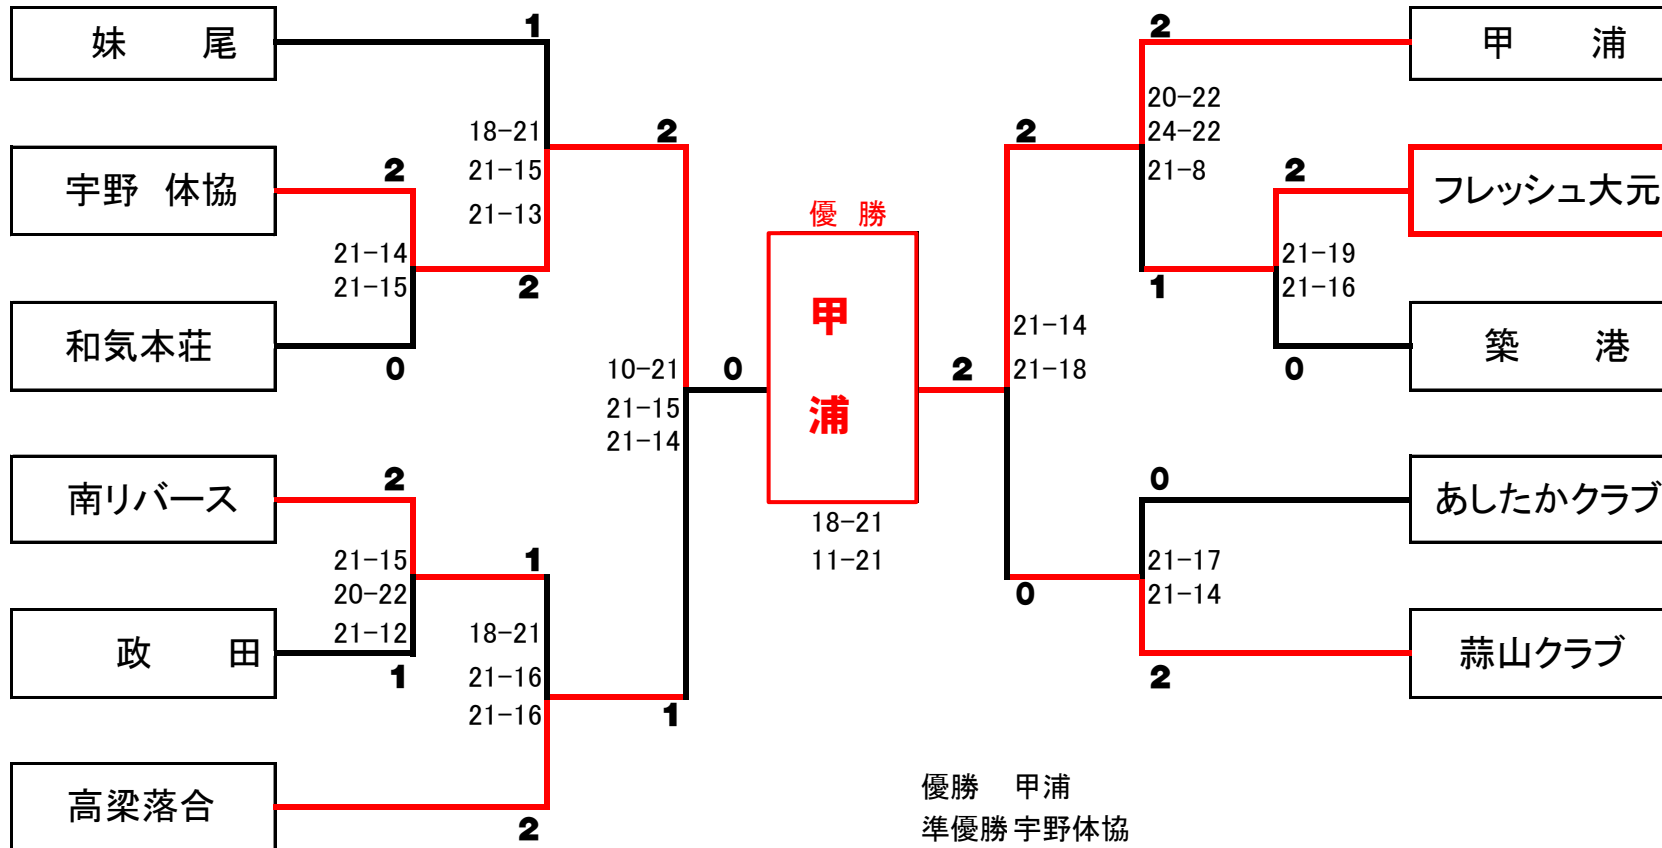 妹　尾
1
18-21
21-15
21-13
2
宇野 体協
2
21-14
21-15
2
和気本荘
0
10-21
21-15
21-14
0
南リバース
2
21-15
20-22
21-12
1
政　田
1
18-21
21-16
21-16
1
高梁落合
2
優 勝
甲
浦
18-21
11-21
2
甲　浦
2
20-22
24-22
21-8
2
フレッシュ大元
2
21-19
21-16
1
築　港
0
21-14
21-18
2
あしたかクラブ
0
21-17
21-14
0
蒜山クラブ
2
優勝　甲浦
準優勝 宇野体協